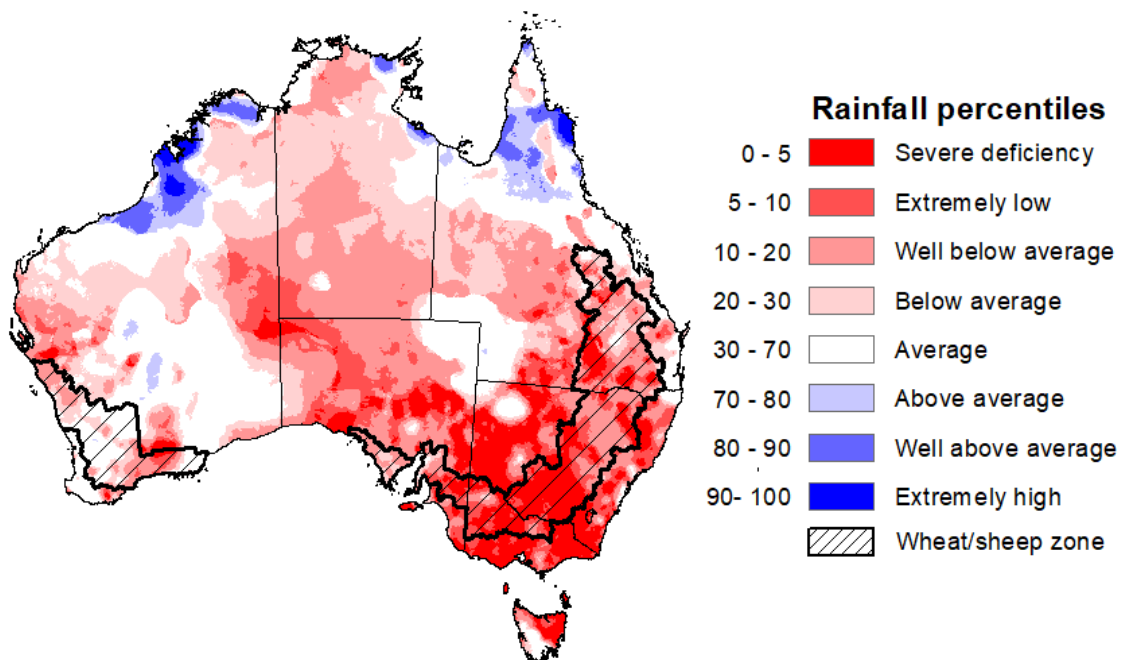 Rainfall percentiles
0 - 5 Severe deficiency
5 - 10 Extremely low
10 - 20 Well below average
20 - 30 Below average
30 - 70 Average
70 - 80 Above average
80 - 90 Well above average
90- 100 Extremely high
Wheat/sheep zone